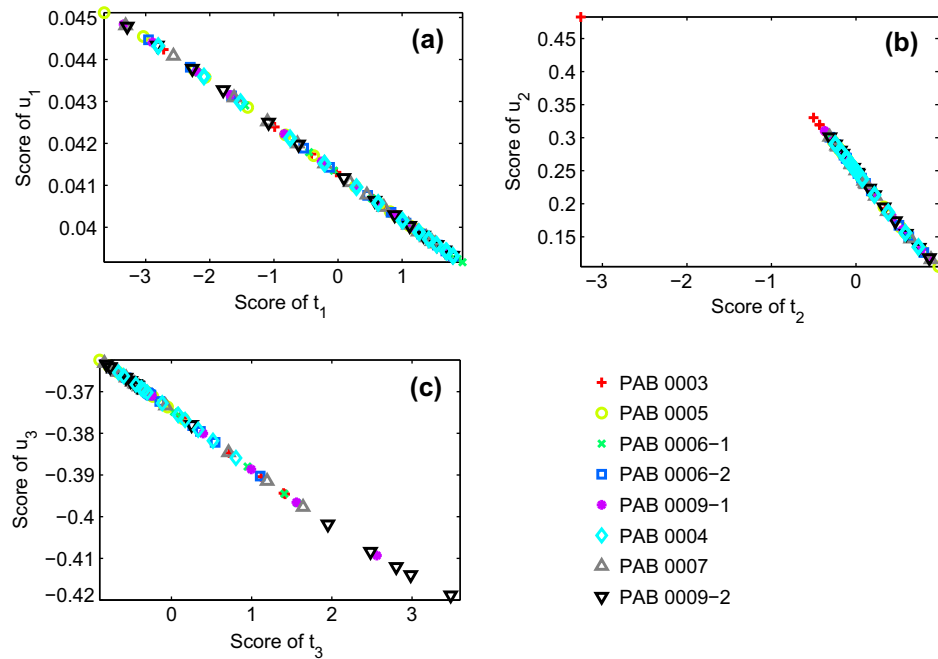 (a)
0.045
0.044
0.043
0.042
0.041
0.04
Score of u1
−3 −2 −1 0 1
Score of t1
(b)
0.45
0.4
0.35
0.3
0.25
0.2
0.15
Score of u2
−3 −2 −1 0
Score of t2
(c)
−0.37
−0.38
−0.39
−0.4
−0.41
−0.42
Score of u3
0 1 2 3
Score of t3
PAB 0003
PAB 0005
PAB 0006−1
PAB 0006−2
PAB 0009−1
PAB 0004
PAB 0007
PAB 0009−2